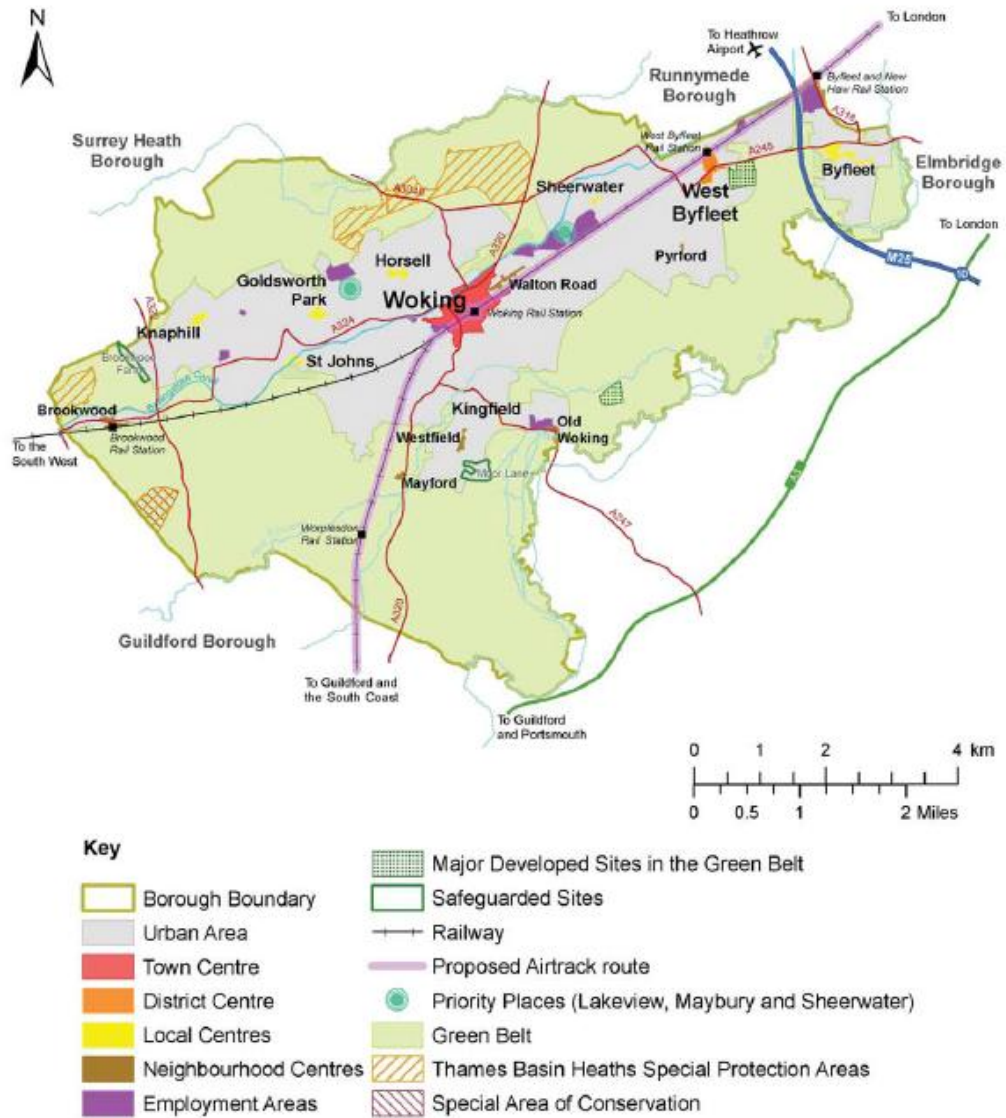 N
To London
To Heathrow
Airport
Byfleet and New
Haw Rail Station
Runnymede
Borough
A318
Surrey Heath
Borough
West Byfleet
Rail Station
A245
Elmbridge
Borough
Byfleet
Sheerwater
West
Byfleet
To London
A320
M25
10
Pyrford
Horsell
Goldsworth
Park
Walton Road
Woking
Woking Rail Station
Knaphill
A324
St Johns
Brookwood
Brookwood
Rail Station
To the
South West
Kingfield
Old
Woking
Westfield
Moor Lane
Mayford
A3
A247
Worplesdon
Rail Station
A320
Guildford Borough
To Guildford and
the South Coast
To Guildford
and Portsmouth
0 1 2 4 km
0 0.5 1 2 Miles
Key
Borough Boundary
Urban Area
Town Centre
District Centre
Local Centres
Neighbourhood Centres
Employment Areas
Major Developed Sites in the Green Belt
Safeguarded Sites
Railway
Proposed Airtrack route
Priority Places (Lakeview, Maybury and Sheerwater)
Green Belt
Thames Basin Heaths Special Protection Areas
Special Area of Conservation